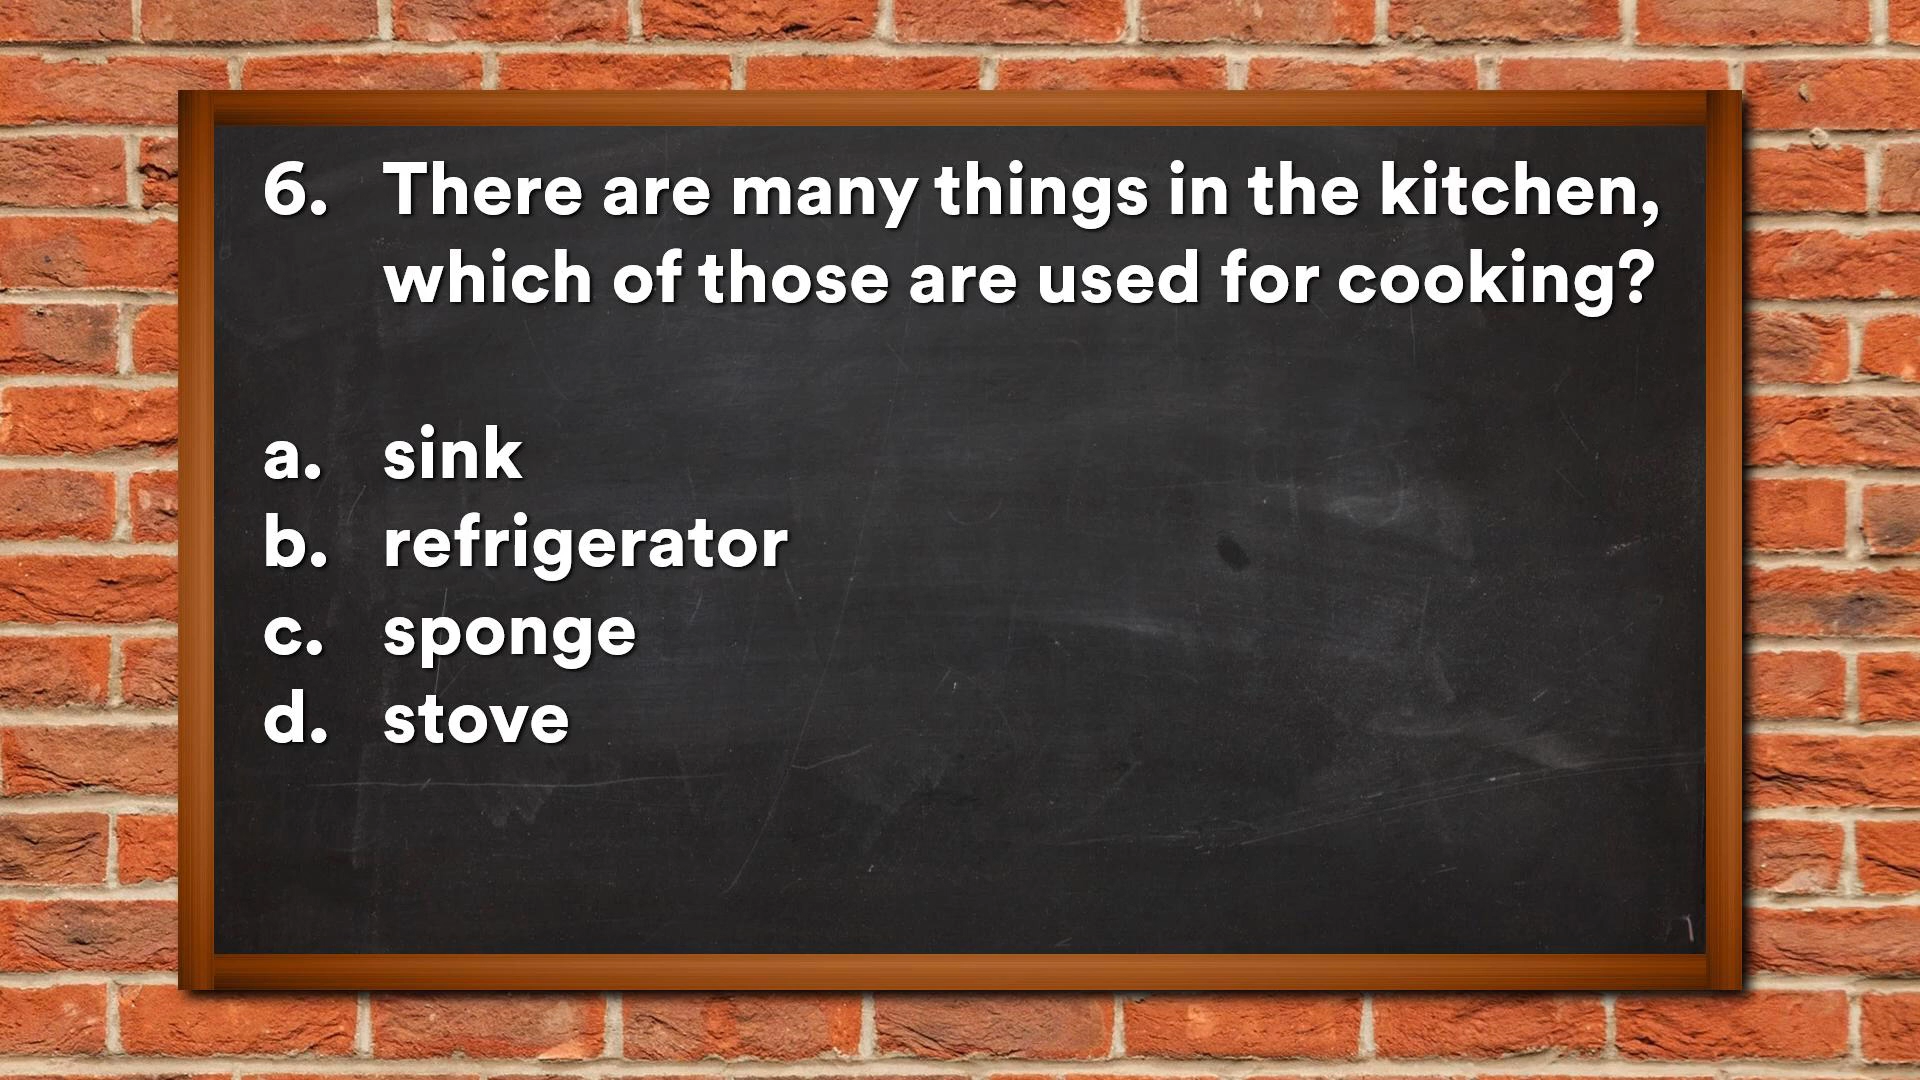 6. There are many things in the kitchen,
which of those are used for cooking?
a. sink
b. refrigerator
c. sponge
d. stove